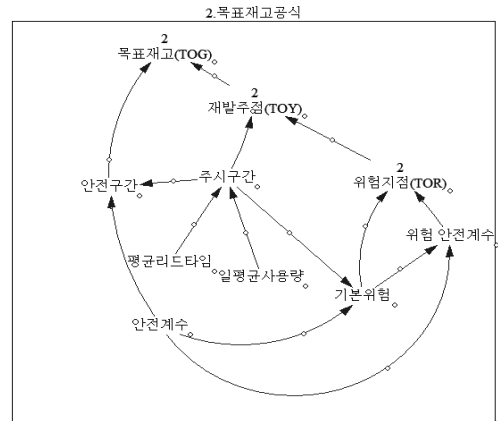 2.목표재고공식
2
목표재고(TOG)
2
재발주점(TOY)
2
위험지점(TOR)
안전구간
주시구간
위험 안전계수
평균리드타임
일평균사용량
기본위험
안전계수